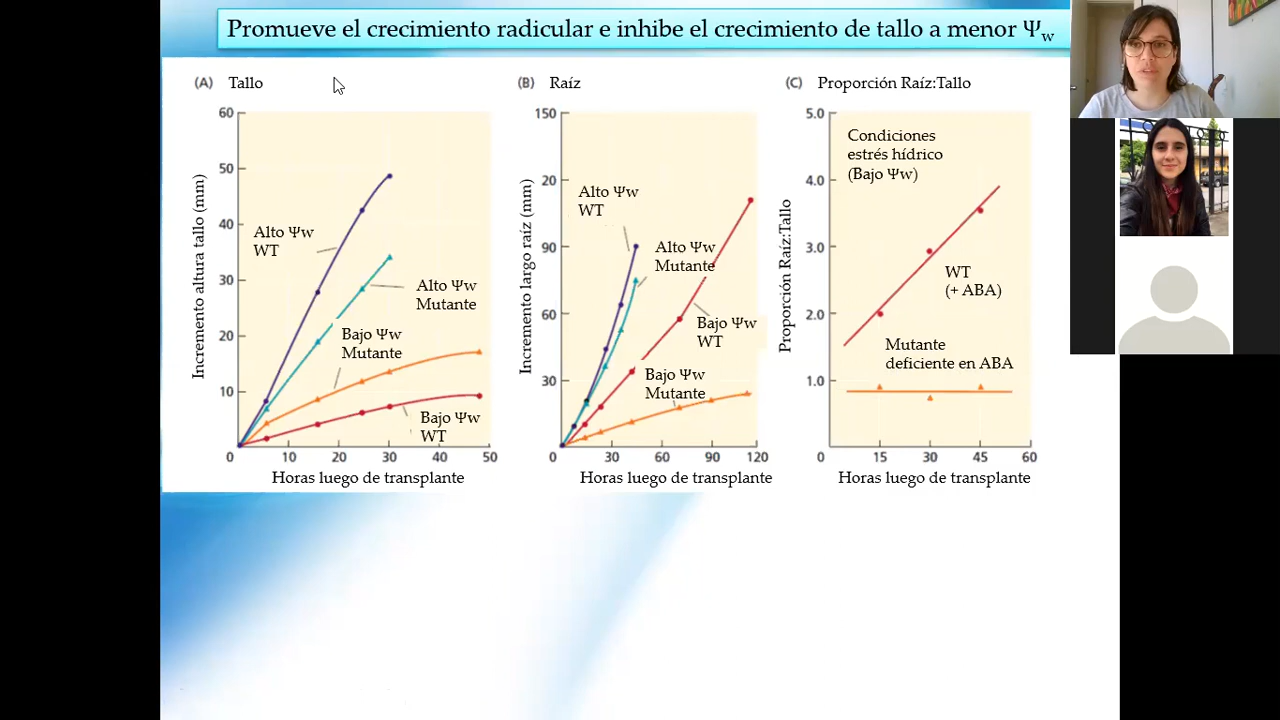 Promueve el crecimiento radicular e inhibe el crecimiento de tallo a menor Ψw
(A) Tallo
60
50
40
30
20
10
0
10
20
30
40
50
Incremento altura tallo (mm)
Horas luego de transplante
Alto Ψw
WT
Alto Ψw
Mutante
Bajo Ψw
Mutante
Bajo Ψw
WT
(B) Raíz
150
20
90
60
30
0
30
60
90
120
Incremento largo raíz (mm)
Horas luego de transplante
Alto Ψw
WT
Alto Ψw
Mutante
Bajo Ψw
WT
Bajo Ψw
Mutante
(C) Proporción Raíz:Tallo
5.0
4.0
3.0
2.0
1.0
0
15
30
45
60
Proporción Raíz:Tallo
Horas luego de transplante
Condiciones
estrés hídrico
(Bajo Ψw)
WT
(+ ABA)
Mutante
deficiente en ABA